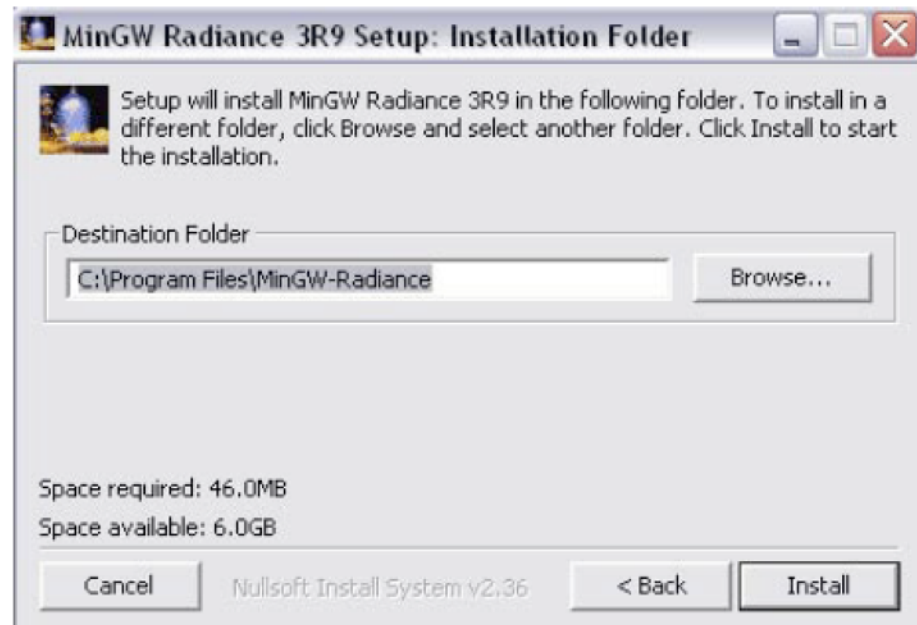 MinGW Radiance 3R9 Setup: Installation Folder
Setup will install MinGW Radiance 3R9 in the following folder. To install in a
different folder, click Browse and select another folder. Click Install to start
the installation.
Destination Folder
C:\Program Files\MinGW-Radiance
Browse...
Space required: 46.0MB
Space available: 6.0GB
Cancel
Nullsoft Install System v2.36
< Back
Install